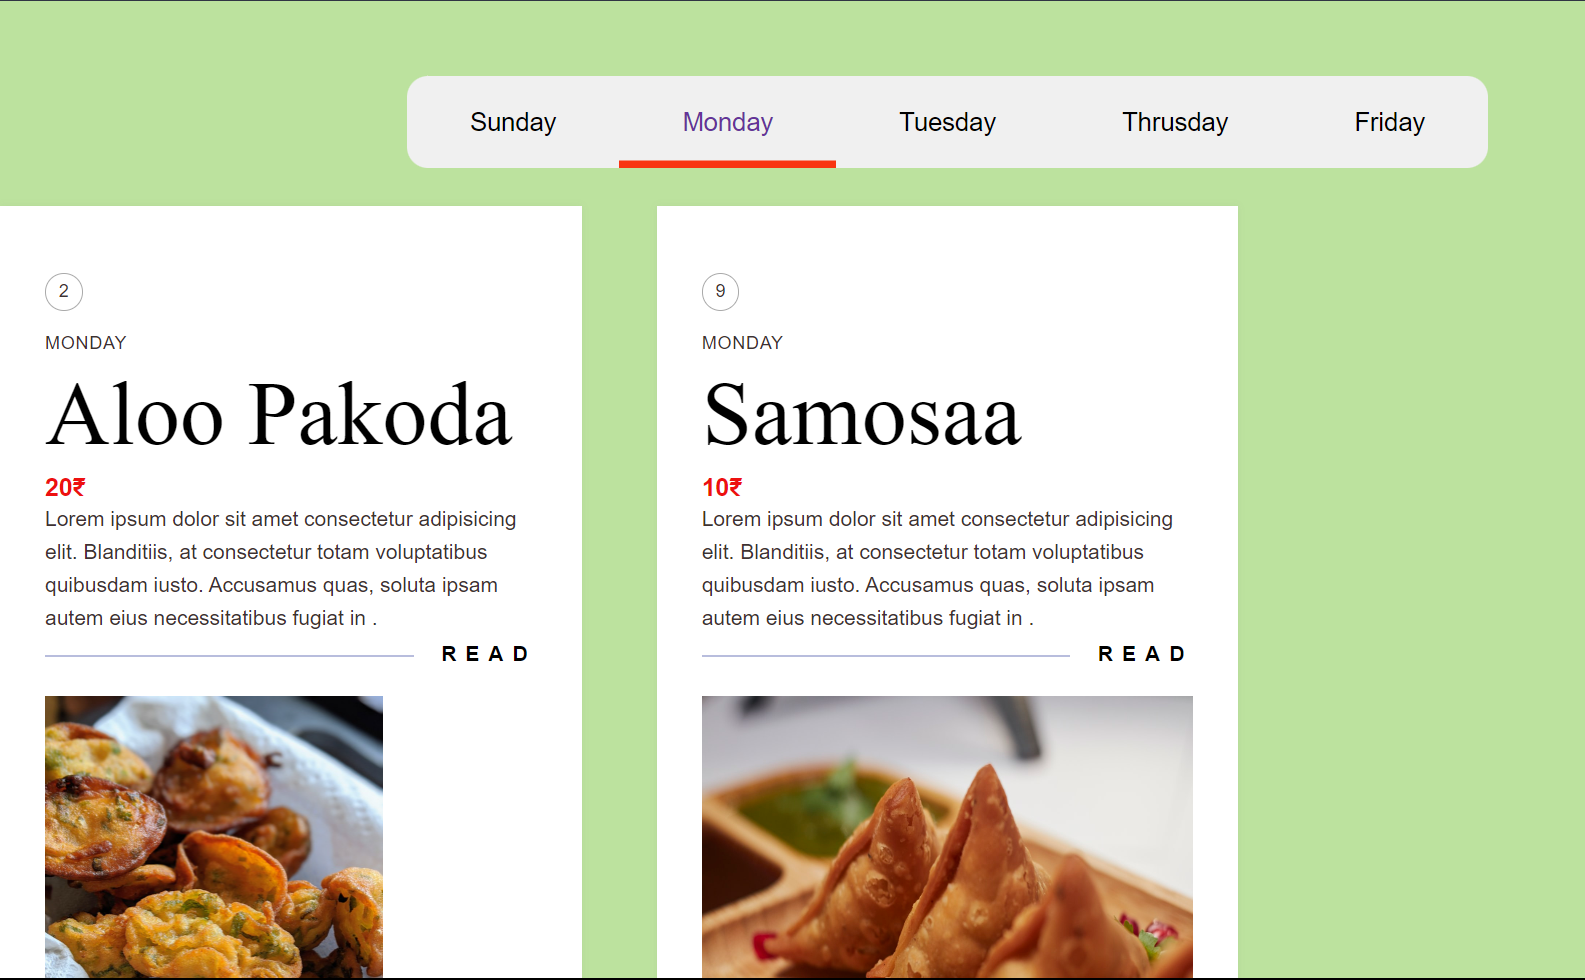 Sunday Monday Tuesday Thrusday Friday
2
MONDAY
Aloo Pakoda
20₹
Lorem ipsum dolor sit amet consectetur adipisicing
elit. Blanditiis, at consectetur totam voluptatibus
quibusdam iusto. Accusamus quas, soluta ipsam
autem eius necessitatibus fugiat in .
READ
9
MONDAY
Samosaa
10₹
Lorem ipsum dolor sit amet consectetur adipisicing
elit. Blanditiis, at consectetur totam voluptatibus
quibusdam iusto. Accusamus quas, soluta ipsam
autem eius necessitatibus fugiat in .
READ